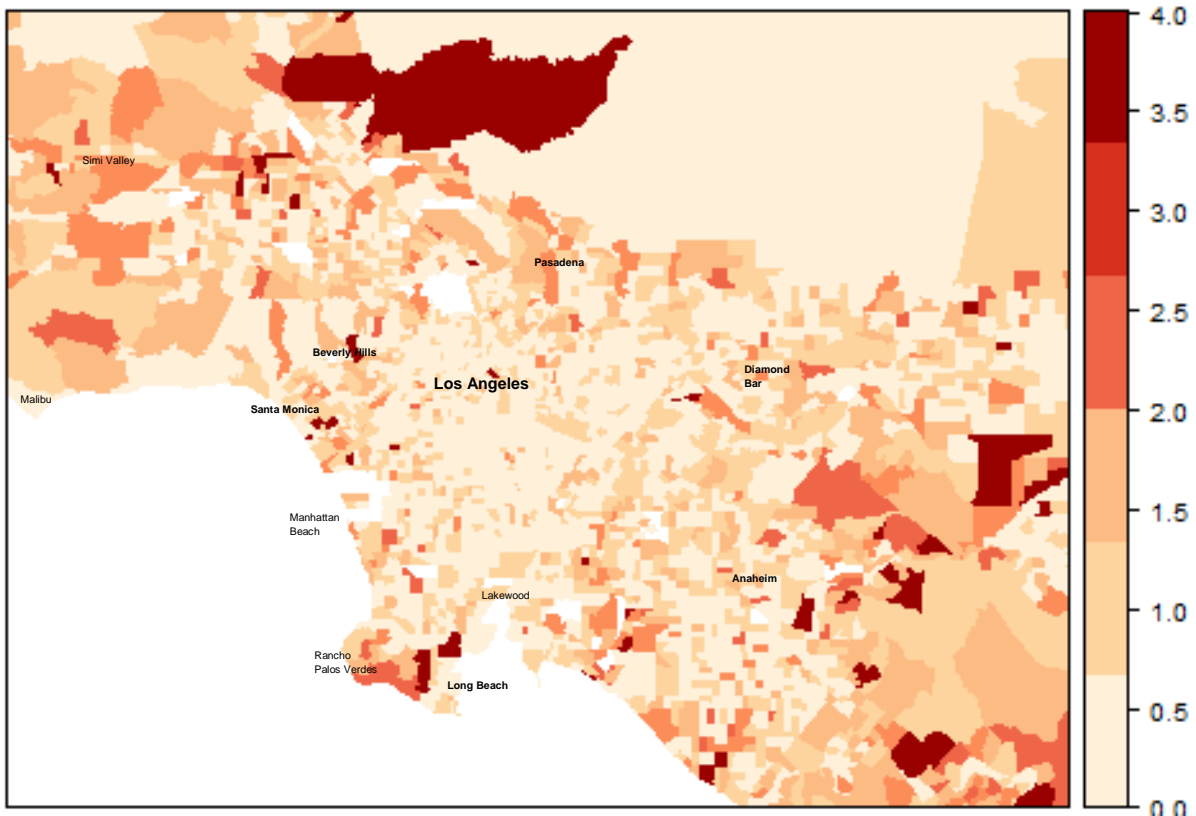 4.0
3.5
Simi Valley
3.0
Pasadena
2.5
Beverly Hills
Diamond
Bar
Los Angeles
Malibu
Santa Monica
2.0
Manhattan
Beach
1.5
Anaheim
Lakewood
1.0
Rancho
Palos Verdes
Long Beach
0.5
0.0